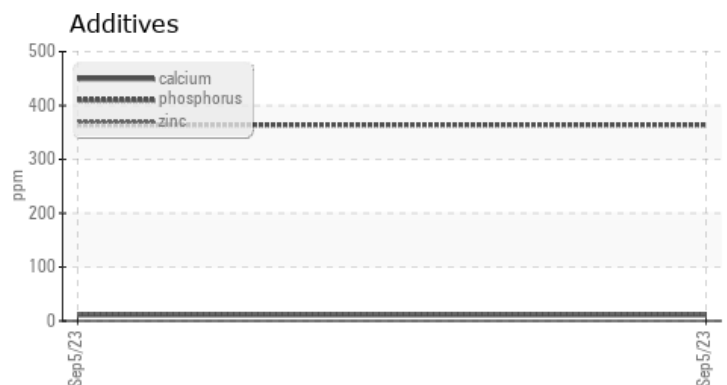 Additives
500
calcium
phosphorus
zinc
400
300
200
100
0
ppm
Sep5/23
Sep5/23